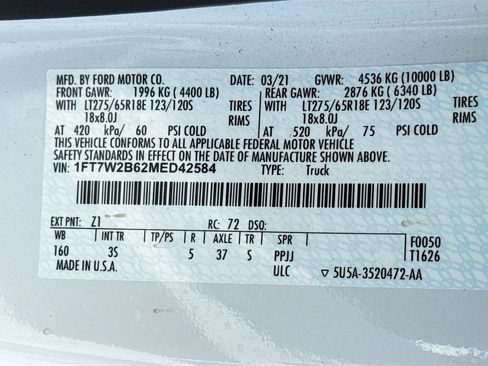 MFD. BY FORD MOTOR CO. DATE: 03/21 GVWR: 4536 KG (10000 LB)
FRONT GAWR: 1996 KG (4400 LB) REAR GAWR: 2876 KG (6340 LB)
WITH LT275/65R18E 123/120S TIRES WITH LT275/65R18E 123/120S TIRES
18x8.0J RIMS 18x8.0J RIMS
AT 420 kPa/ 60 PSI COLD AT 520 kPa/ 75 PSI COLD
THIS VEHICLE CONFORMS TO ALL APPLICABLE FEDERAL MOTOR VEHICLE
SAFETY STANDARDS IN EFFECT ON THE DATE OF MANUFACTURE SHOWN ABOVE.
VIN: 1FT7W2B62MED42584 TYPE: Truck
EXT PNT: Z1 RC: 72 DSO:
WB INT TR TP/PS R AXLE TR SPR F0050
160 3S 5 37 S PPJJ T1626
MADE IN U.S.A. ULC 5U5A-3520472-AA